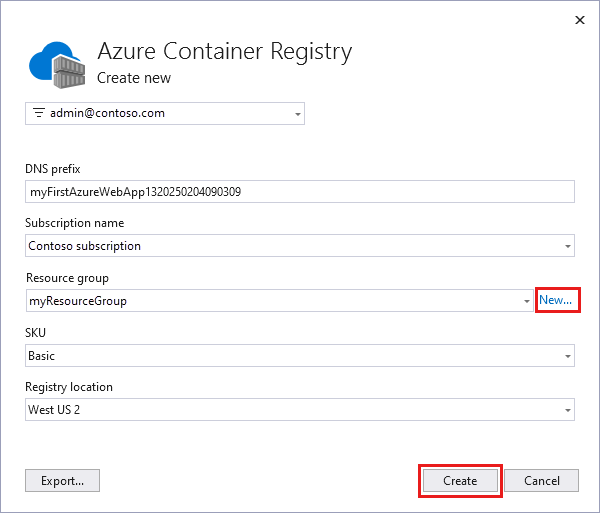 Azure Container Registry
Create new
admin@contoso.com
DNS prefix
myFirstAzureWebApp1320250204090309
Subscription name
Contoso subscription
Resource group
myResourceGroup
New...
SKU
Basic
Registry location
West US 2
Export...
Create
Cancel